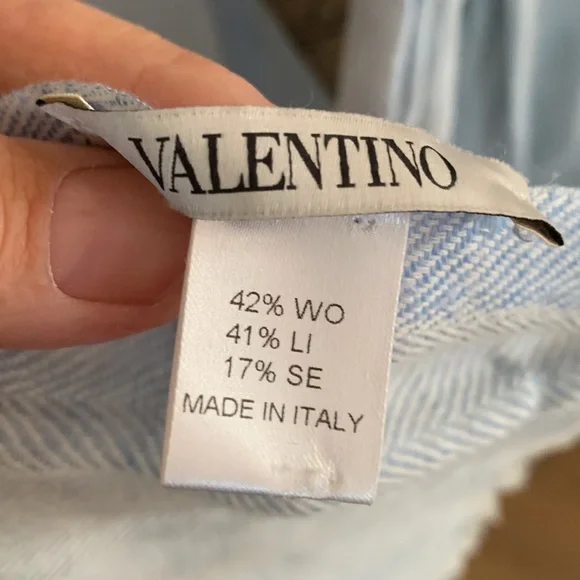 VALENTINO
42% WO
41% LI
17% SE
MADE IN ITALY